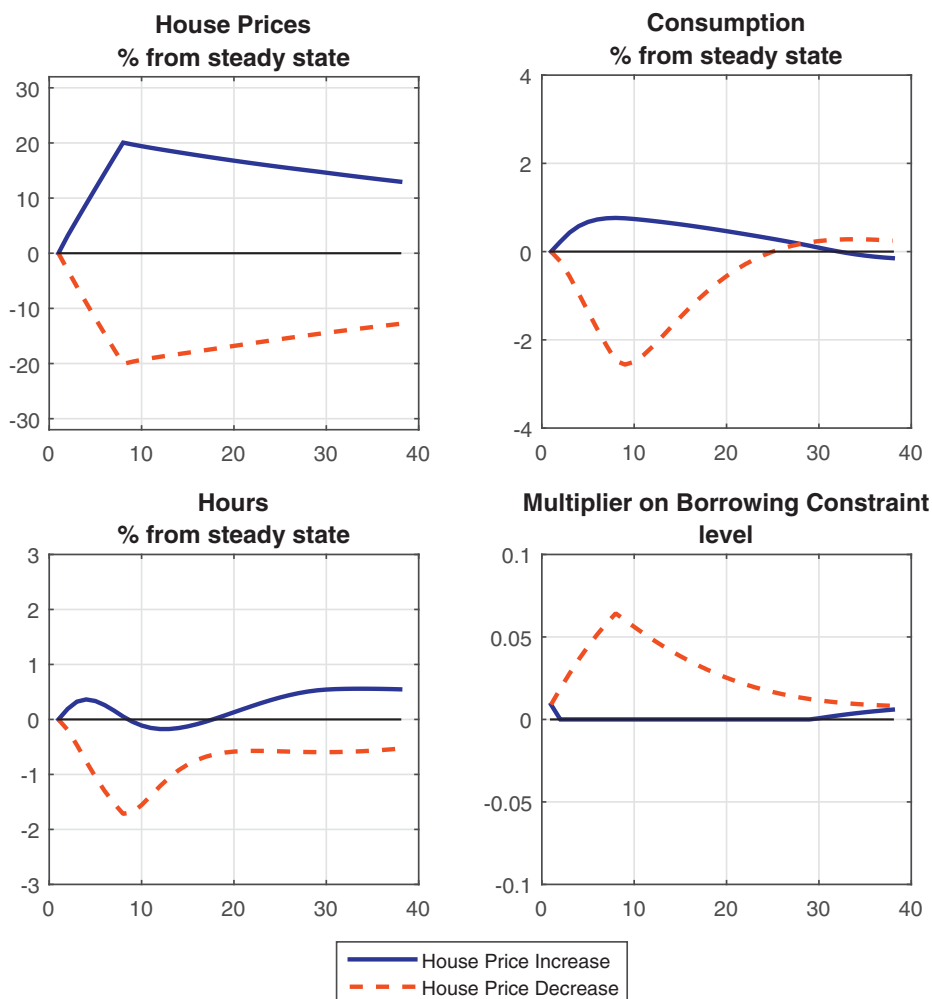 House Prices
% from steady state
30
20
10
0
-10
-20
-30
0 10 20 30 40
Consumption
% from steady state
4
2
0
-2
-4
0 10 20 30 40
Hours
% from steady state
3
2
1
0
-1
-2
-3
0 10 20 30 40
Multiplier on Borrowing Constraint
level
0.1
0.05
0
-0.05
-0.1
0 10 20 30 40
House Price Increase
House Price Decrease